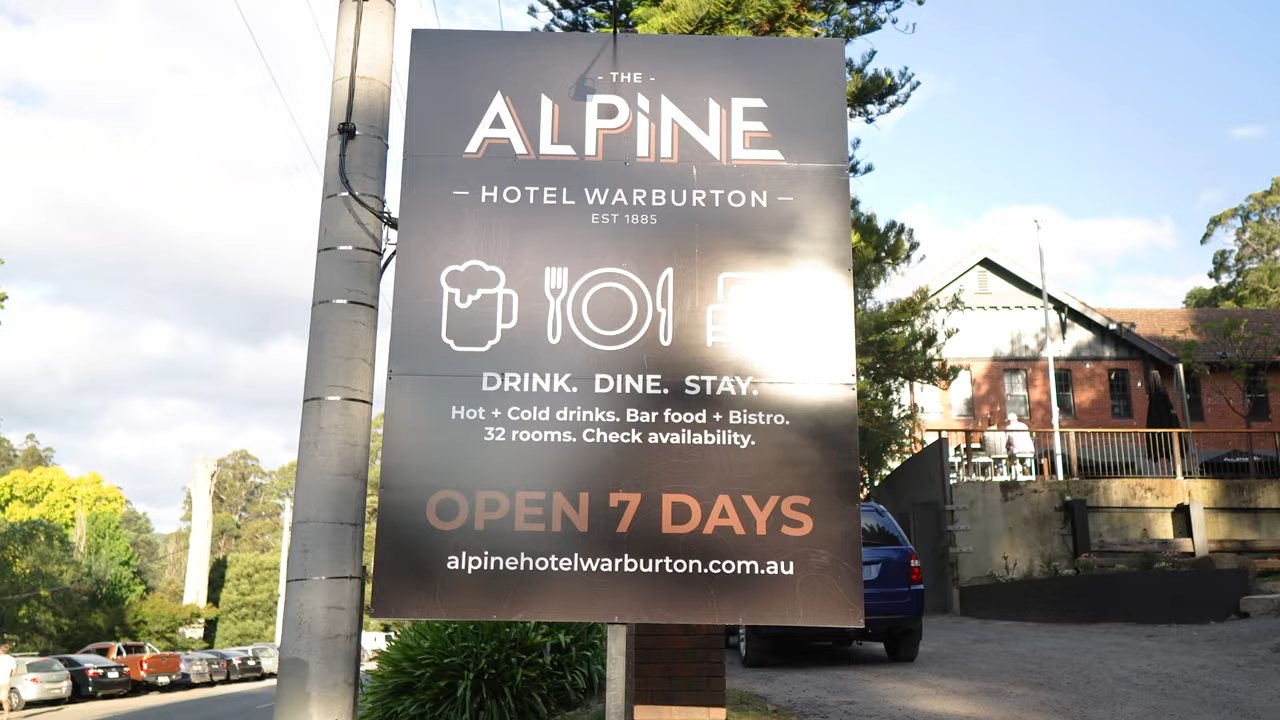 - THE -
ALPiNE
- HOTEL WARBURTON -
EST 1885
DRINK. DINE. STAY.
Hot + Cold drinks. Bar food + Bistro.
32 rooms. Check availability.
OPEN 7 DAYS
alpinehotelwarburton.com.au